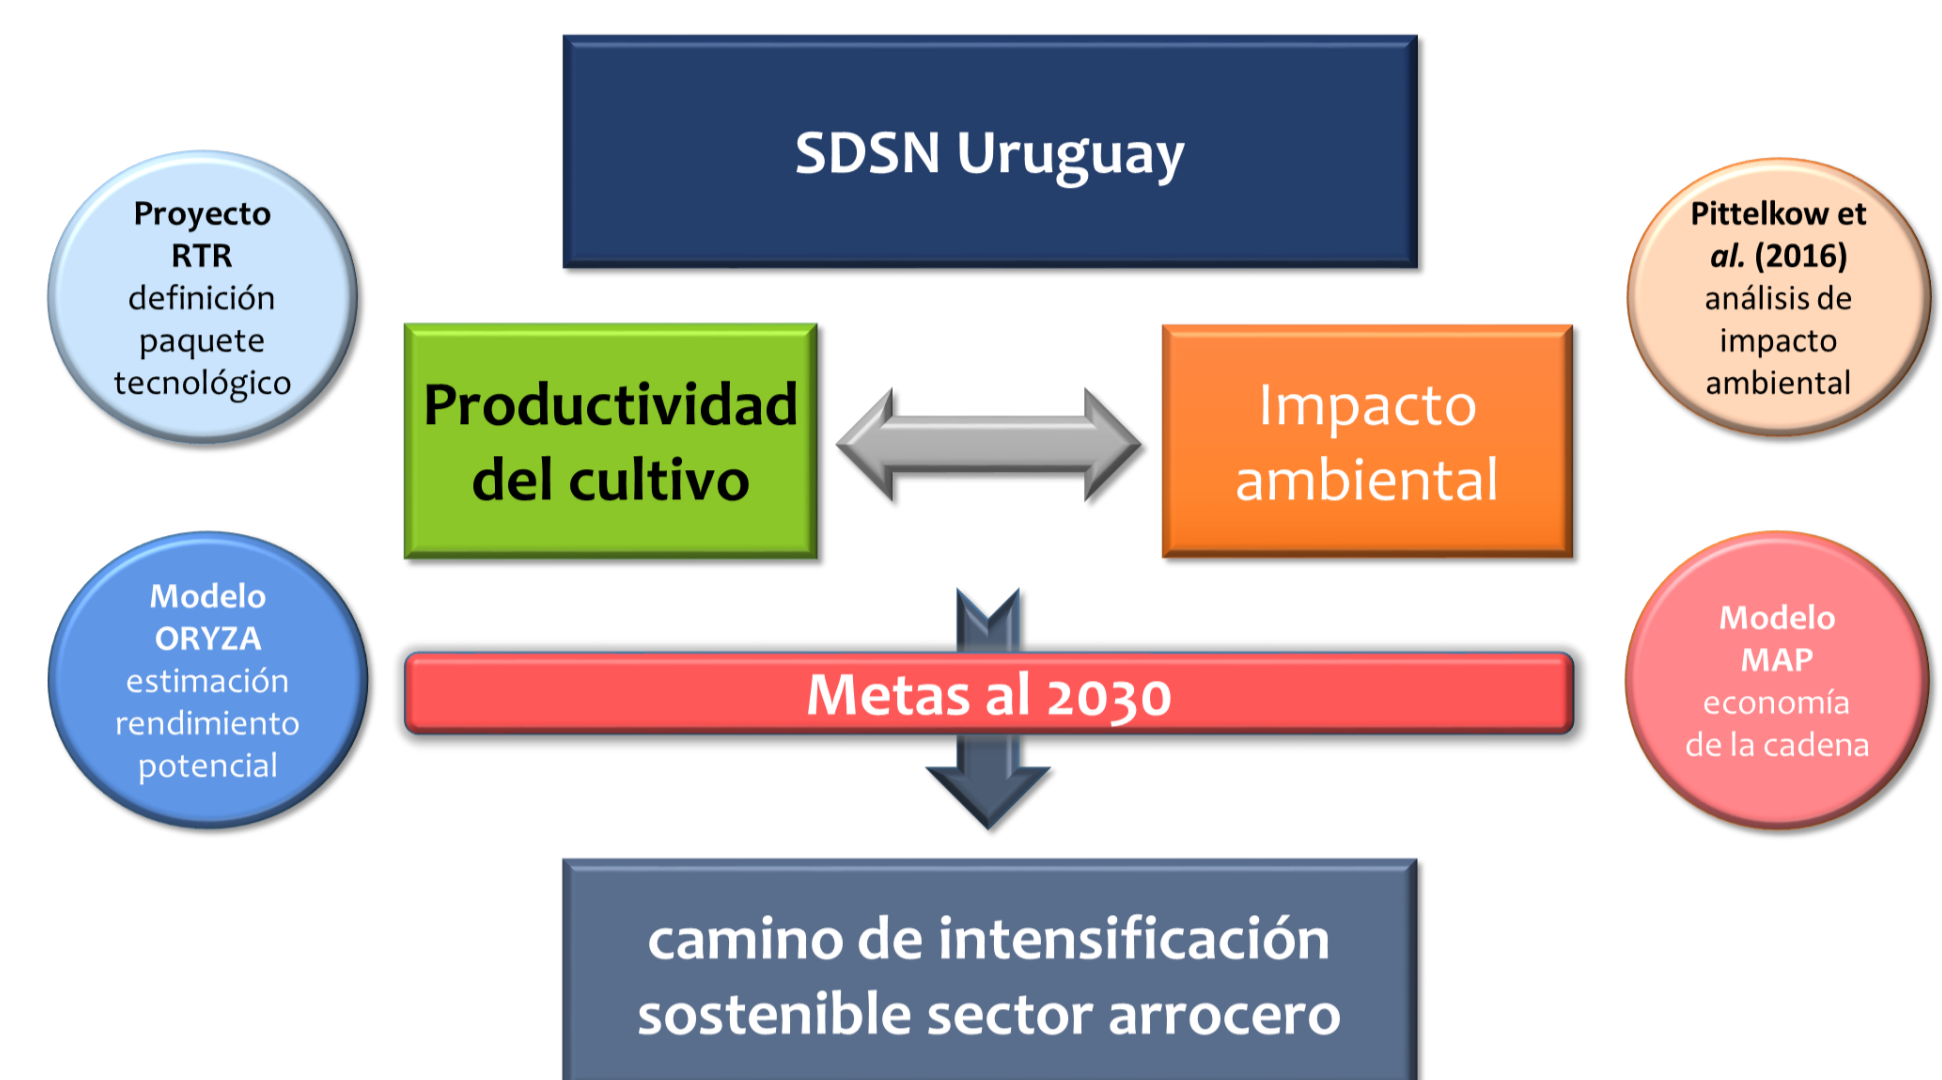 SDSN Uruguay
Proyecto
RTR
definición
paquete
tecnológico
Pittelkow et
al. (2016)
análisis de
impacto
ambiental
Productividad
del cultivo
Impacto
ambiental
Modelo
ORYZA
estimación
rendimiento
potencial
Metas al 2030
Modelo
MAP
economía
de la cadena
camino de intensificación
sostenible sector arrocero